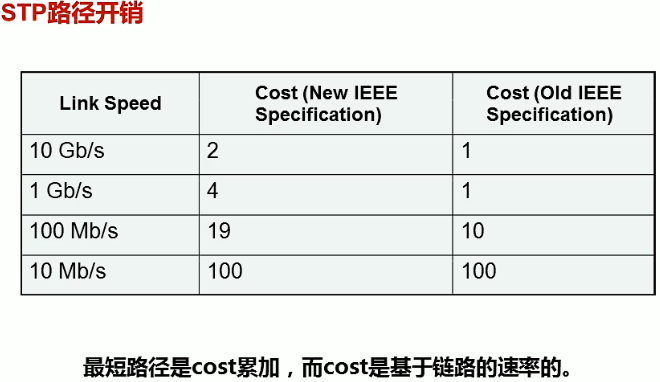 STP路径开销
Link Speed Cost (New IEEE Specification) Cost (Old IEEE Specification)
10 Gb/s 2 1
1 Gb/s 4 1
100 Mb/s 19 10
10 Mb/s 100 100
最短路径是cost累加，而cost是基于链路的速率的。